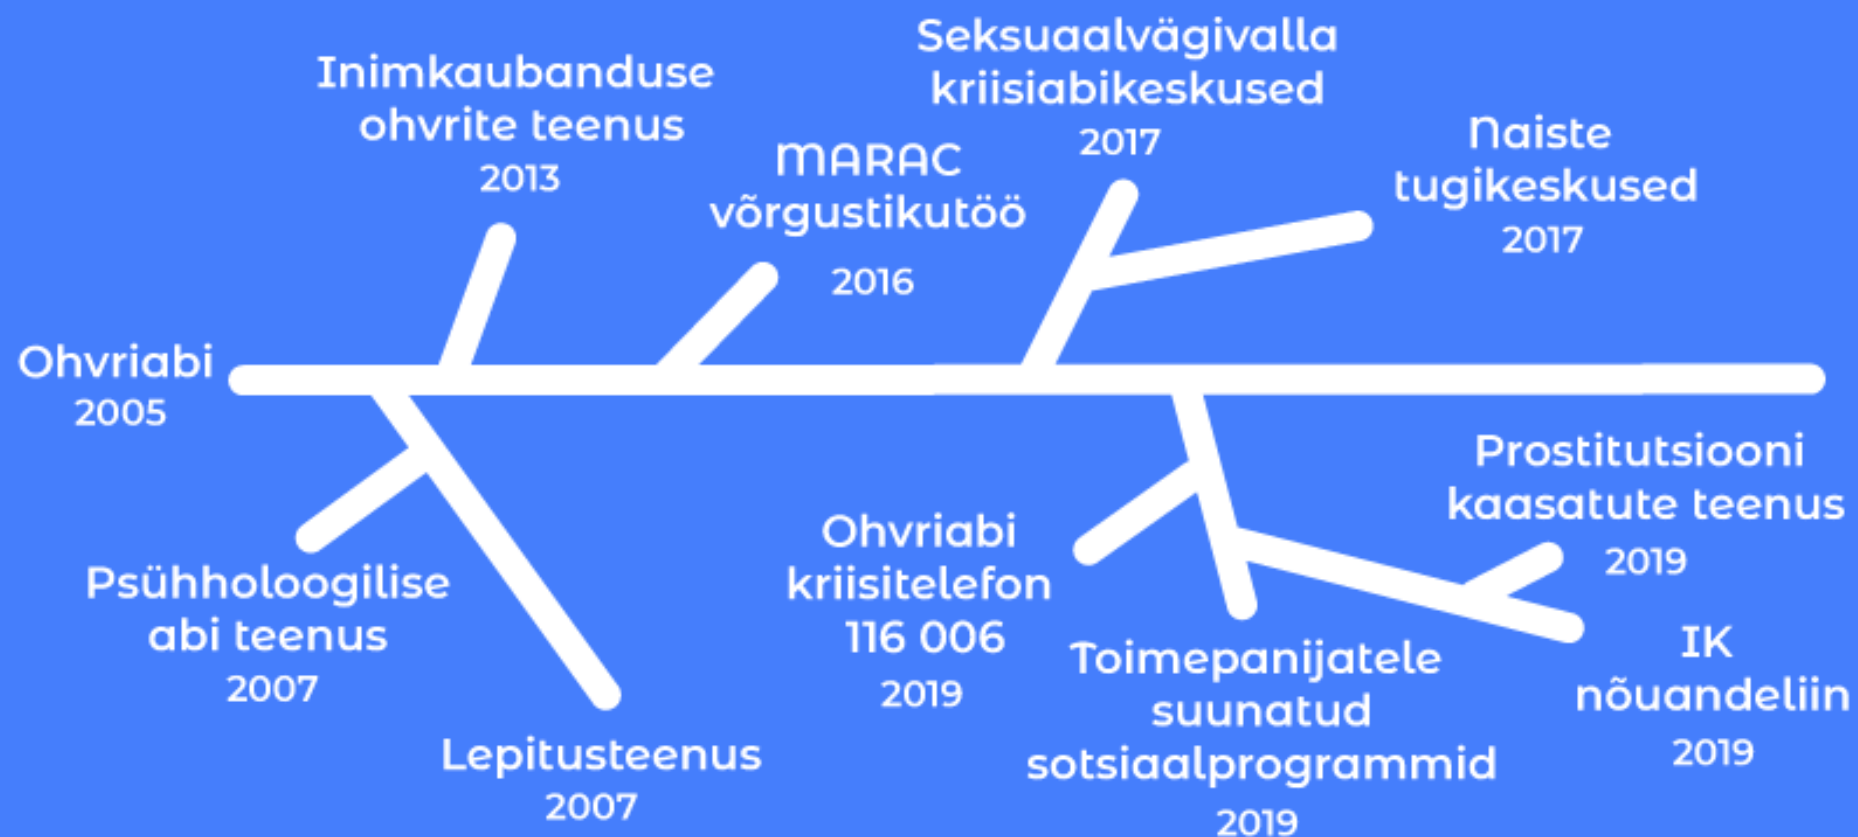 Ohvriabi
2005
Inimkaubanduse
ohvrite teenus
2013
MARAC
võrgustikutöö
2016
Seksuaalvägivalla
kriisiabikeskused
2017
Naiste
tugikeskused
2017
Psühholoogilise
abi teenus
2007
Lepitusteenus
2007
Ohvriabi
kriisitelefon
116 006
2019
Toimepanijatele
suunatud
sotsiaalprogrammid
2019
Prostitutsiooni
kaasatute teenus
2019
IK
nõuandeliin
2019